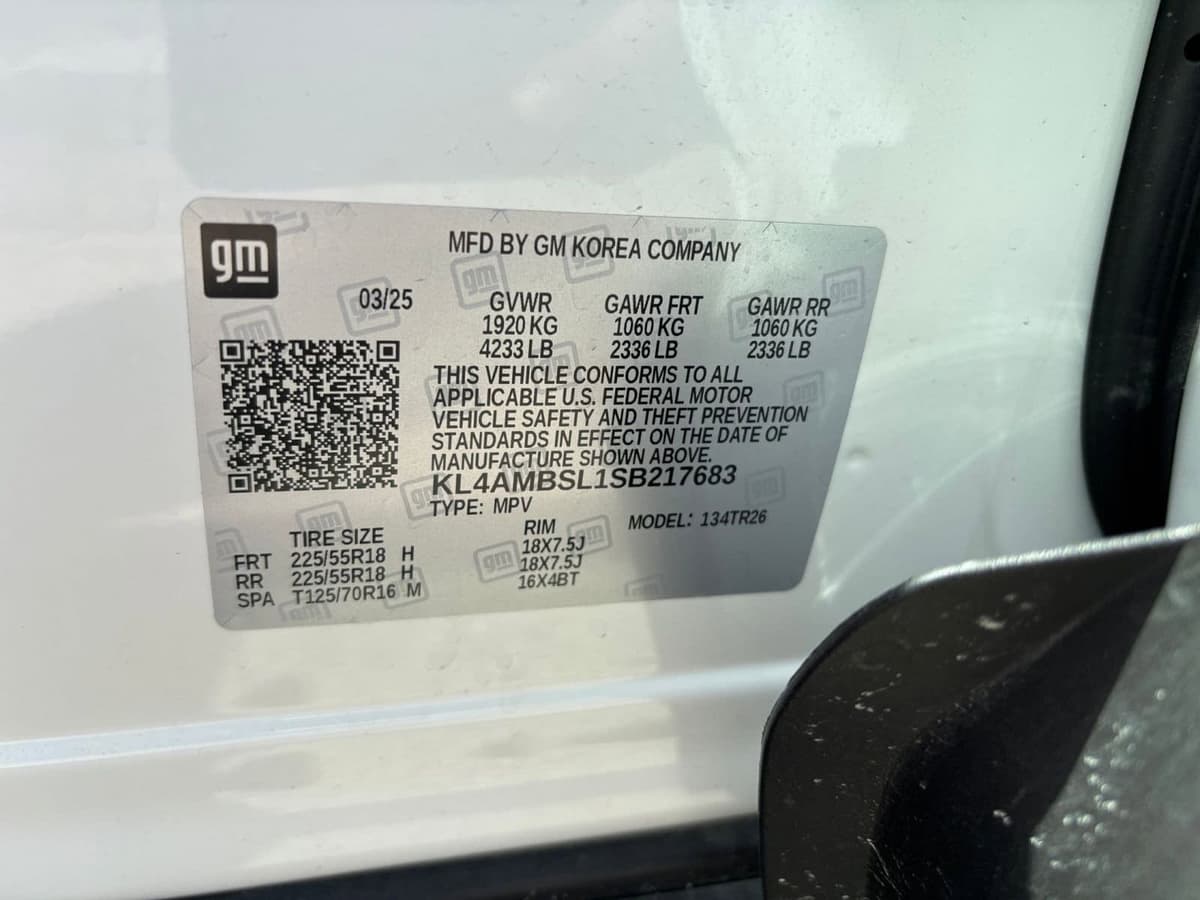 gm
MFD BY GM KOREA COMPANY
03/25
GVWR GAWR FRT GAWR RR
1920 KG 1060 KG 1060 KG
4233 LB 2336 LB 2336 LB
THIS VEHICLE CONFORMS TO ALL
APPLICABLE U.S. FEDERAL MOTOR
VEHICLE SAFETY AND THEFT PREVENTION
STANDARDS IN EFFECT ON THE DATE OF
MANUFACTURE SHOWN ABOVE.
KL4AMBSL1SB217683
TYPE: MPV MODEL: 134TR26
TIRE SIZE RIM
FRT 225/55R18 H 18X7.5J
RR 225/55R18 H 18X7.5J
SPA T125/70R16 M 16X4BT